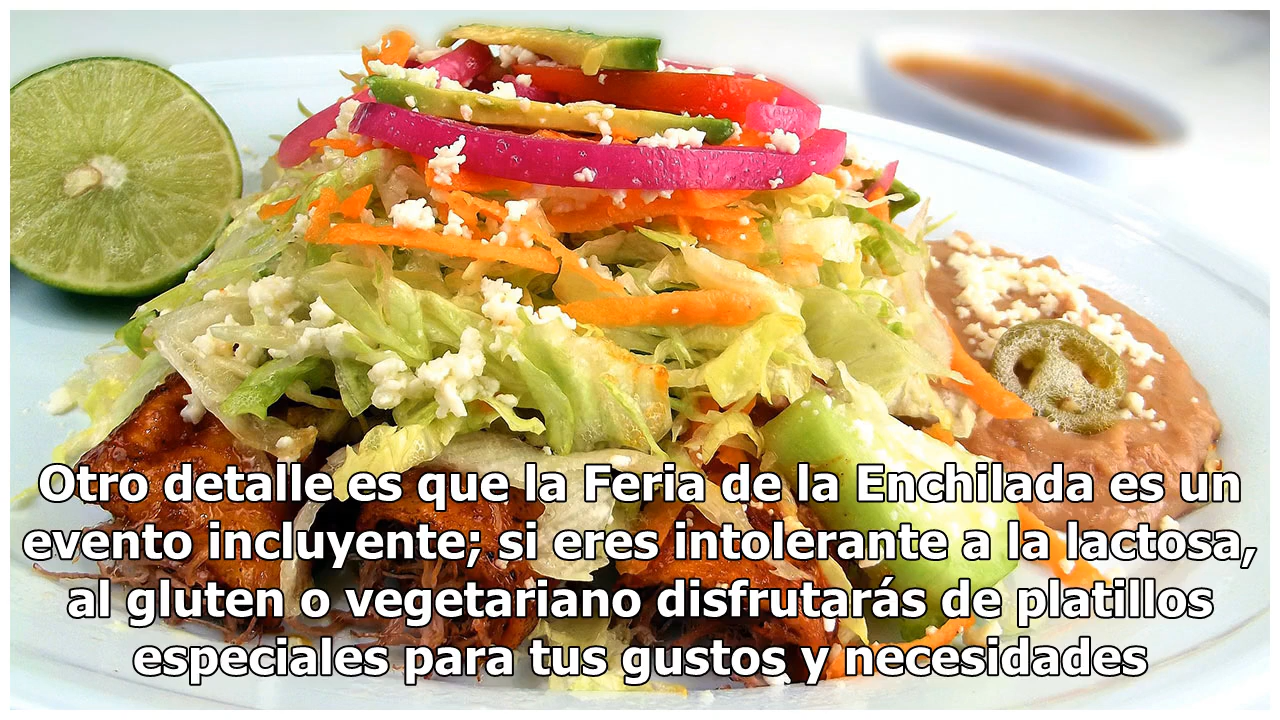 Otro detalle es que la Feria de la Enchilada es un
evento incluyente; si eres intolerante a la lactosa,
al gluten o vegetariano disfrutarás de platillos
especiales para tus gustos y necesidades